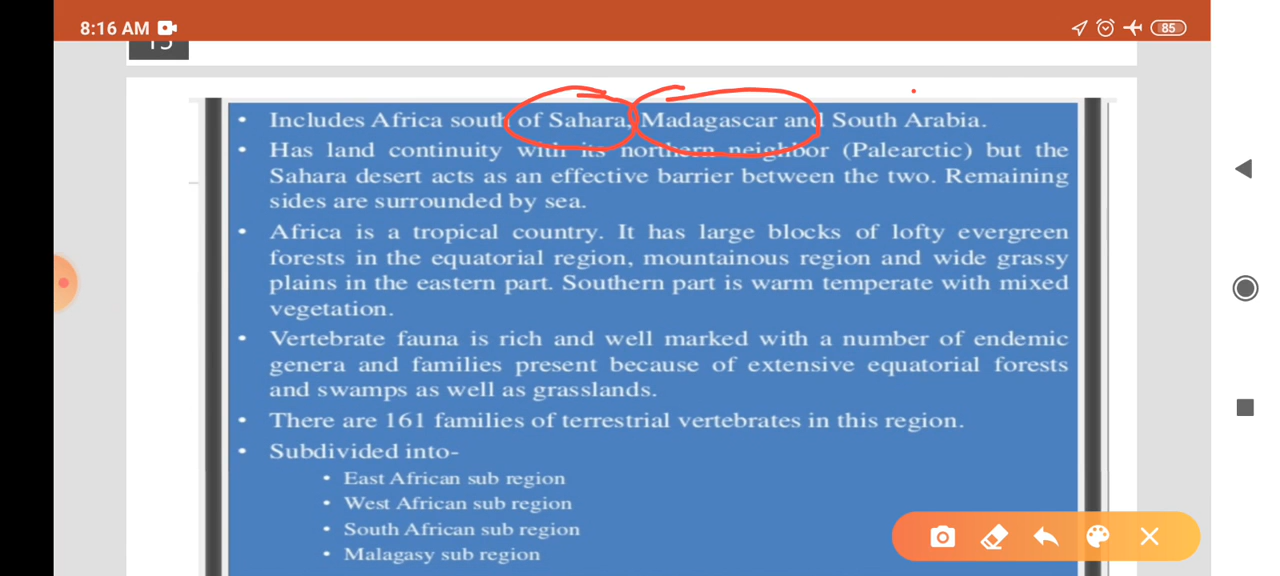 8:16 AM
85
15
• Includes Africa south of Sahara, Madagascar and South Arabia.
• Has land continuity with its northern neighbor (Palearctic) but the
Sahara desert acts as an effective barrier between the two. Remaining
sides are surrounded by sea.
• Africa is a tropical country. It has large blocks of lofty evergreen
forests in the equatorial region, mountainous region and wide grassy
plains in the eastern part. Southern part is warm temperate with mixed
vegetation.
• Vertebrate fauna is rich and well marked with a number of endemic
genera and families present because of extensive equatorial forests
and swamps as well as grasslands.
• There are 161 families of terrestrial vertebrates in this region.
• Subdivided into-
• East African sub region
• West African sub region
• South African sub region
• Malagasy sub region